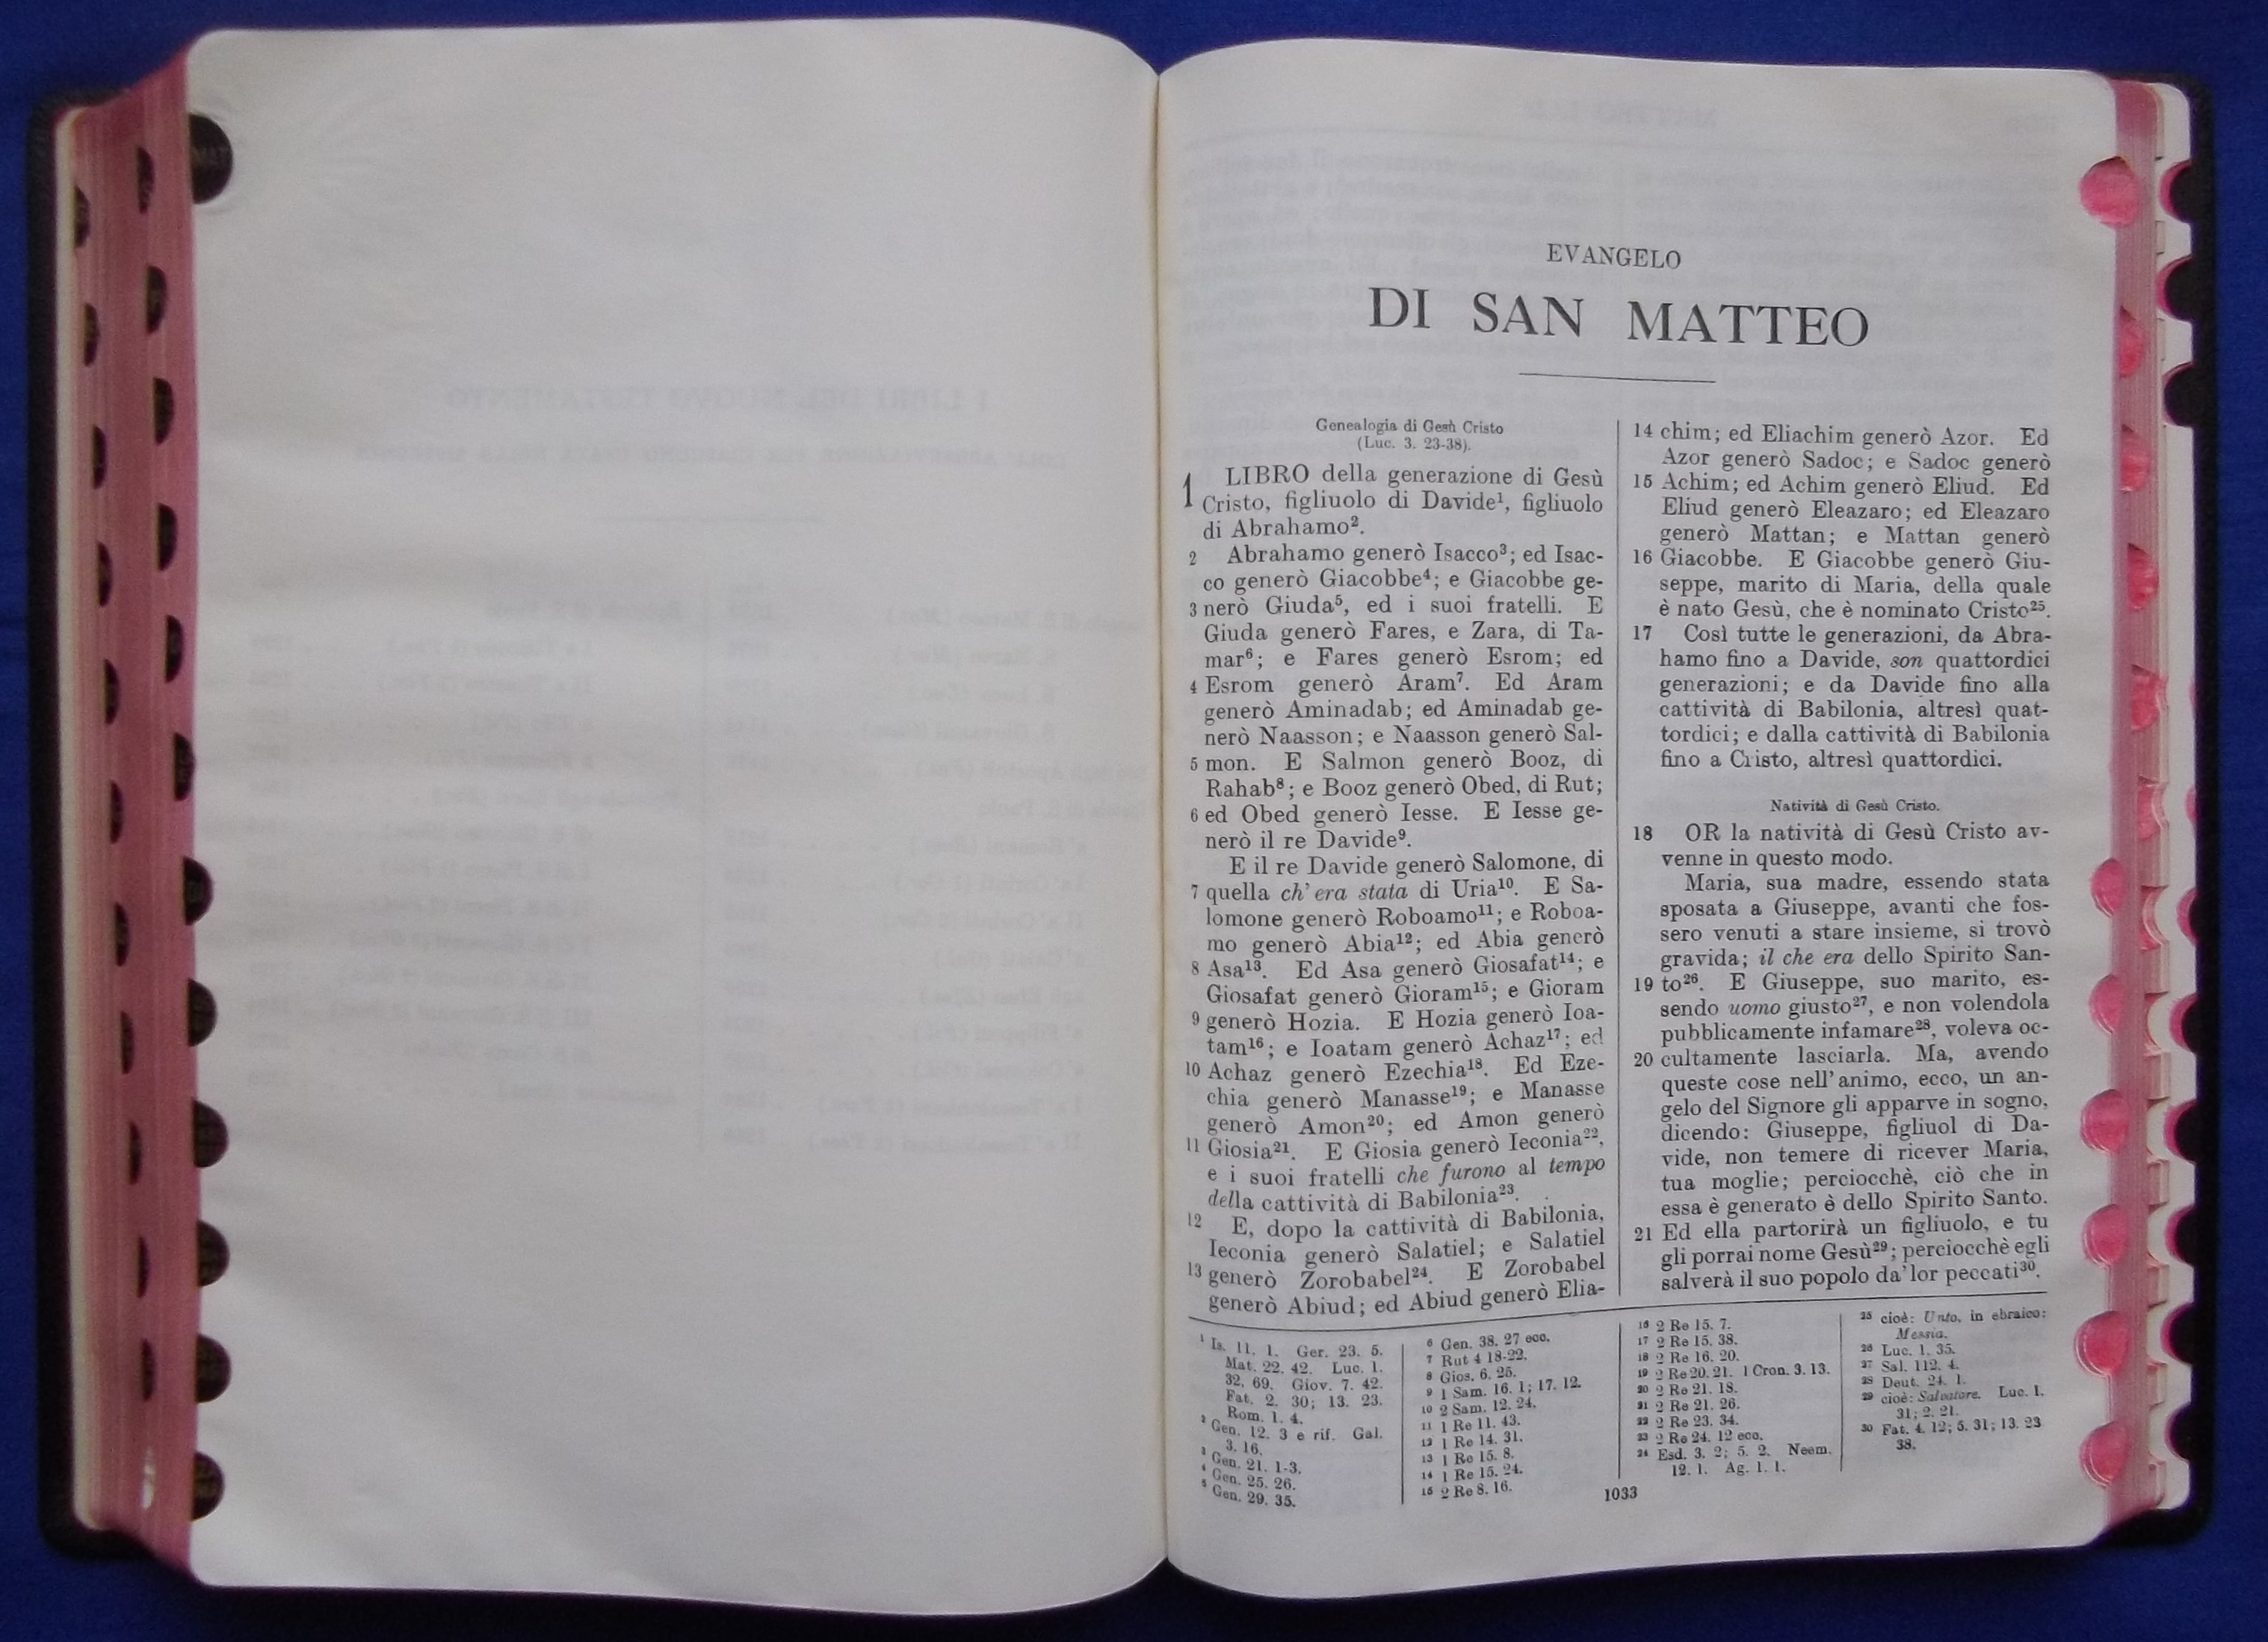 EVANGELO
DI SAN MATTEO
Genealogia di Gesù Cristo
(Luc. 3. 23-38).
1 LIBRO della generazione di Gesù
Cristo, figliuolo di Davide¹, figliuolo
di Abrahamo².
2 Abrahamo generò Isacco³; ed Isac-
co generò Giacobbe⁴; e Giacobbe ge-
3 nerò Giuda⁵, ed i suoi fratelli. E
Giuda generò Fares, e Zara, di Ta-
mar⁶; e Fares generò Esrom; ed
4 Esrom generò Aram⁷. Ed Aram
generò Aminadab; ed Aminadab ge-
nerò Naasson; e Naasson generò Sal-
5 mon. E Salmon generò Booz, di
Rahab⁸; e Booz generò Obed, di Rut;
6 ed Obed generò Iesse. E Iesse ge-
nerò il re Davide⁹.
E il re Davide generò Salomone, di
7 quella ch' era stata di Uria¹⁰. E Sa-
lomone generò Roboamo¹¹; e Roboa-
mo generò Abia¹²; ed Abia generò
8 Asa¹³. Ed Asa generò Giosafat¹⁴; e
Giosafat generò Gioram¹⁵; e Gioram
9 generò Hozia. E Hozia generò Ioa-
tam¹⁶; e Ioatam generò Achaz¹⁷; ed
10 Achaz generò Ezechia¹⁸. Ed Eze-
chia generò Manasse¹⁹; e Manasse
generò Amon²⁰; ed Amon generò
11 Giosia²¹. E Giosia generò Ieconia²²,
e i suoi fratelli che furono al tempo
della cattività di Babilonia²³.
12 E, dopo la cattività di Babilonia,
Ieconia generò Salatiel; e Salatiel
13 generò Zorobabel²⁴. E Zorobabel
generò Abiud; ed Abiud generò Elia-
14 chim; ed Eliachim generò Azor. Ed
Azor generò Sadoc; e Sadoc generò
15 Achim; ed Achim generò Eliud. Ed
Eliud generò Eleazaro; ed Eleazaro
generò Mattan; e Mattan generò
16 Giacobbe. E Giacobbe generò Giu-
seppe, marito di Maria, della quale
è nato Gesù, che è nominato Cristo²⁵.
17 Così tutte le generazioni, da Abra-
hamo fino a Davide, son quattordici
generazioni; e da Davide fino alla
cattività di Babilonia, altresì quat-
tordici; e dalla cattività di Babilonia
fino a Cristo, altresì quattordici.
Natività di Gesù Cristo.
18 OR la natività di Gesù Cristo av-
venne in questo modo.
Maria, sua madre, essendo stata
sposata a Giuseppe, avanti che fos-
sero venuti a stare insieme, si trovò
gravida; il che era dello Spirito San-
19 to²⁶. E Giuseppe, suo marito, es-
sendo uomo giusto²⁷, e non volendola
pubblicamente infamare²⁸, voleva oc-
20 cultamente lasciarla. Ma, avendo
queste cose nell' animo, ecco, un an-
gelo del Signore gli apparve in sogno,
dicendo: Giuseppe, figliuol di Da-
vide, non temere di ricever Maria,
tua moglie; perciocchè, ciò che in
essa è generato è dello Spirito Santo.
21 Ed ella partorirà un figliuolo, e tu
gli porrai nome Gesù²⁹; perciocchè egli
salverà il suo popolo da' lor peccati³⁰.
¹ Is. 11. 1. Ger. 23. 5.
Mat. 22. 42. Luc. 1.
32, 69. Giov. 7. 42.
Fat. 2. 30; 13. 23.
Rom. 1. 4.
² Gen. 12. 3 e rif. Gal.
3. 16.
³ Gen. 21. 1-3.
⁴ Gen. 25. 26.
⁵ Gen. 29. 35.
⁶ Gen. 38. 27 ecc.
⁷ Rut 4 18-22.
⁸ Gios. 6. 25.
⁹ 1 Sam. 16. 1; 17. 12.
¹⁰ 2 Sam. 12. 24.
¹¹ 1 Re 11. 43.
¹² 1 Re 14. 31.
¹³ 1 Re 15. 8.
¹⁴ 1 Re 15. 24.
¹⁵ 2 Re 8. 16.
¹⁶ 2 Re 15. 7.
¹⁷ 2 Re 15. 38.
¹⁸ 2 Re 16. 20.
¹⁹ 2 Re 20. 21. 1 Cron. 3. 13.
²⁰ 2 Re 21. 18.
²¹ 2 Re 21. 26.
²² 2 Re 23. 34.
²³ 2 Re 24. 12 ecc.
²⁴ Esd. 3. 2; 5. 2. Neem.
12. 1. Ag. 1. 1.
²⁵ cioè: Unto, in ebraico:
Messia.
²⁶ Luc. 1. 35.
²⁷ Sal. 112. 4.
²⁸ Deut. 24. 1.
²⁹ cioè: Salvatore. Luc. 1.
31; 2. 21.
³⁰ Fat. 4. 12; 5. 31; 13. 23
38.
1033